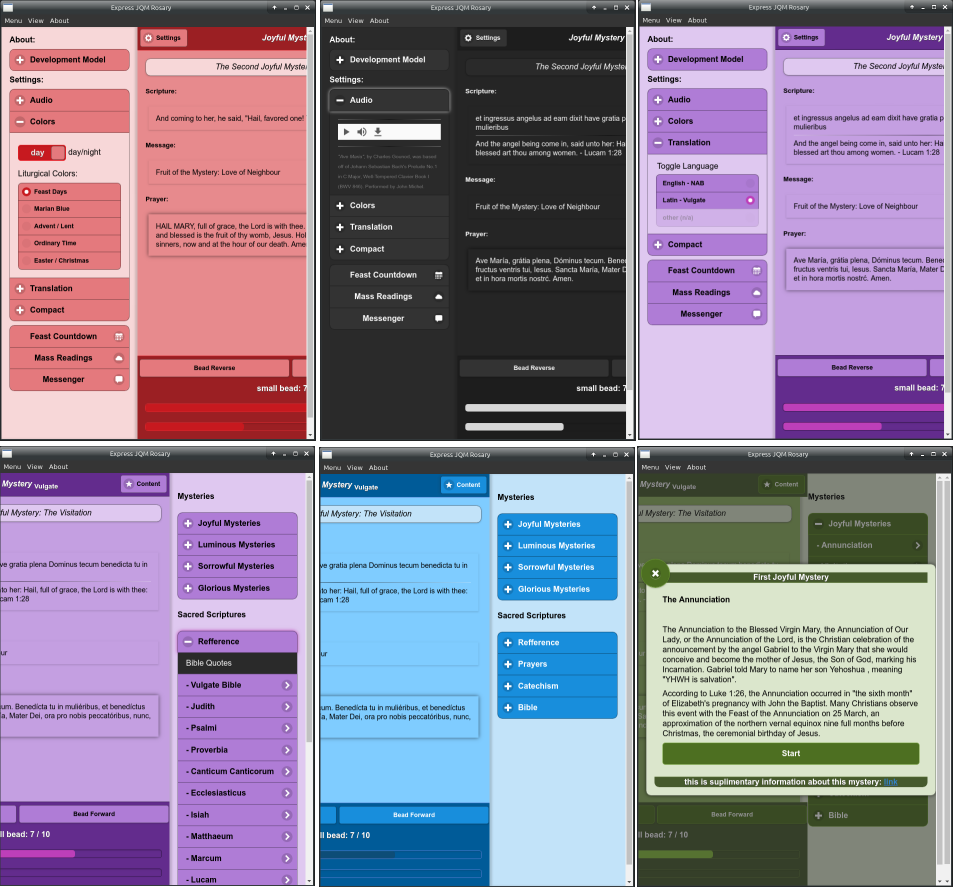 Express JQM Rosary
Menu View About
About:
Development Model
Settings:
Audio
Colors
day
day/night
Liturgical Colors:
Feast Days
Marian Blue
Advent / Lent
Ordinary Time
Easter / Christmas
Translation
Compact
Feast Countdown
Mass Readings
Messenger
Settings
Joyful Myster
The Second Joyful Myste
Scripture:
And coming to her, he said, "Hail, favored one!
Message:
Fruit of the Mystery: Love of Neighbour
Prayer:
HAIL MARY, full of grace, the Lord is with thee.
and blessed is the fruit of thy womb, Jesus. Hol
sinners, now and at the hour of our death. Ame
Bead Reverse
small bead: 7
Express JQM Rosary
Menu View About
About:
Development Model
Settings:
Audio
"Ave Maria", by Charles Gounod, was based
off of Johann Sebastian Bach's Prelude No.1
in C Major, Well-Tempered Clavier Book I
Colors
Translation
Compact
Feast Countdown
Mass Readings
Messenger
Settings
Joyful Mystery
The Second Joyful Myster
Scripture:
et ingressus angelus ad eam dixit have gratia p
mulieribus
And the angel being come in, said unto her: Ha
blessed art thou among women. - Lucam 1:28
Message:
Fruit of the Mystery: Love of Neighbour
Prayer:
Ave María, grátia plena, Dóminus tecum. Bened
fructus ventris tui, Iesus. Sancta María, Mater D
et in hora mortis nostrć. Amen.
Bead Reverse
small bead: 7
Express JQM Rosary
Menu View About
About:
Development Model
Settings:
Audio
Colors
Translation
Toggle Language
English - NAB
Latin - Vulgate
other (n/a)
Compact
Feast Countdown
Mass Readings
Messenger
Settings
Joyful Mystery
The Second Joyful Myster
Scripture:
et ingressus angelus ad eam dixit have gratia p
mulieribus
And the angel being come in, said unto her: Ha
blessed art thou among women. - Lucam 1:28
Message:
Fruit of the Mystery: Love of Neighbour
Prayer:
Ave María, grátia plena, Dóminus tecum. Bened
fructus ventris tui, Iesus. Sancta María, Mater D
et in hora mortis nostrć. Amen.
Bead Reverse
small bead: 7
Express JQM Rosary
Menu View About
Mystery Vulgate
Content
ful Mystery: The Visitation
ve gratia plena Dominus tecum benedicta tu in
to her: Hail, full of grace, the Lord is with thee:
cam 1:28
ur
um. Benedícta tu in muliéribus, et benedíctus
a, Mater Dei, ora pro nobis peccatóribus, nunc,
Bead Forward
ll bead: 7 / 10
Mysteries
Joyful Mysteries
Luminous Mysteries
Sorrowful Mysteries
Glorious Mysteries
Sacred Scriptures
Refference
Bible Quotes
- Vulgate Bible
- Judith
- Psalmi
- Proverbia
- Canticum Canticorum
- Ecclesiasticus
- Isiah
- Matthaeum
- Marcum
- Lucam
Express JQM Rosary
Menu View About
Mystery Vulgate
Content
ful Mystery: The Visitation
ve gratia plena Dominus tecum benedicta tu in
to her: Hail, full of grace, the Lord is with thee:
cam 1:28
ur
um. Benedícta tu in muliéribus, et benedíctus
a, Mater Dei, ora pro nobis peccatóribus, nunc,
Bead Forward
ll bead: 7 / 10
Mysteries
Joyful Mysteries
Luminous Mysteries
Sorrowful Mysteries
Glorious Mysteries
Sacred Scriptures
Refference
Prayers
Catechism
Bible
Express JQM Rosary
Menu View About
Mystery Vulgate
Content
ful Mystery: The Visitation
Mysteries
Joyful Mysteries
- Annunciation
First Joyful Mystery
The Annunciation
The Annunciation to the Blessed Virgin Mary, the Annunciation of Our
Lady, or the Annunciation of the Lord, is the Christian celebration of the
announcement by the angel Gabriel to the Virgin Mary that she would
conceive and become the mother of Jesus, the Son of God, marking his
Incarnation. Gabriel told Mary to name her son Yehoshua , meaning
"YHWH is salvation".
According to Luke 1:26, the Annunciation occurred in "the sixth month"
of Elizabeth's pregnancy with John the Baptist. Many Christians observe
this event with the Feast of the Annunciation on 25 March, an
approximation of the northern vernal equinox nine full months before
Christmas, the ceremonial birthday of Jesus.
Start
this is suplimentary information about this mystery: link
Bead Forward
ll bead: 7 / 10
Bible